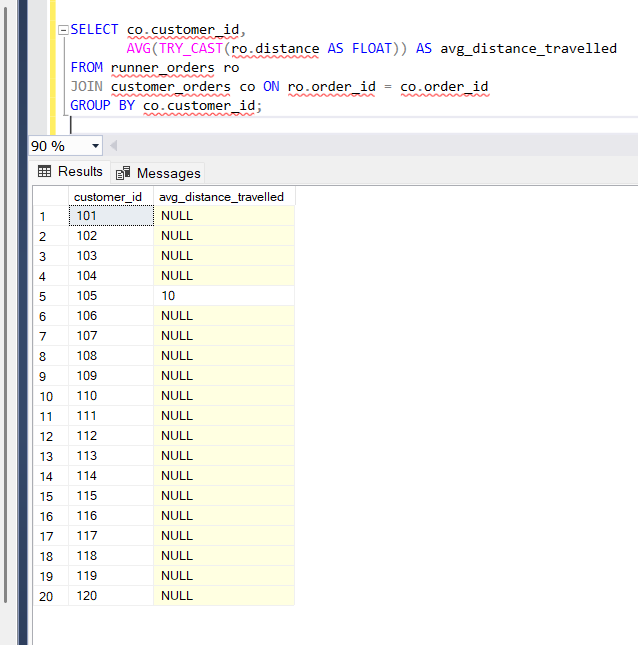 SELECT co.customer_id,
AVG(TRY_CAST(ro.distance AS FLOAT)) AS avg_distance_travelled
FROM runner_orders ro
JOIN customer_orders co ON ro.order_id = co.order_id
GROUP BY co.customer_id;
90 %
Results Messages
customer_id avg_distance_travelled
1 101 NULL
2 102 NULL
3 103 NULL
4 104 NULL
5 105 10
6 106 NULL
7 107 NULL
8 108 NULL
9 109 NULL
10 110 NULL
11 111 NULL
12 112 NULL
13 113 NULL
14 114 NULL
15 115 NULL
16 116 NULL
17 117 NULL
18 118 NULL
19 119 NULL
20 120 NULL